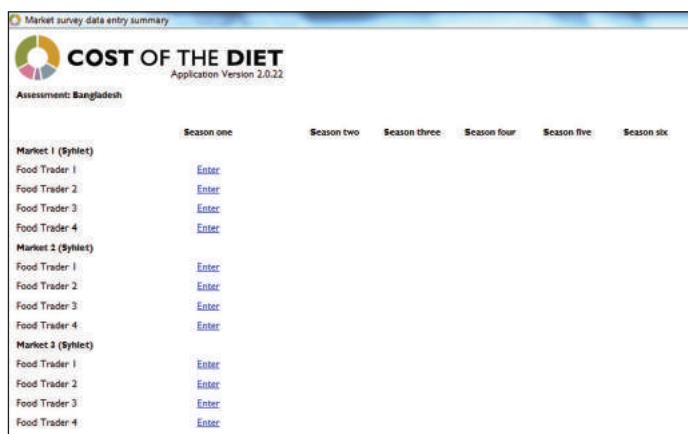 Market survey data entry summary
COST OF THE DIET
Application Version 2.0.22
Assessment: Bangladesh
Season one Season two Season three Season four Season five Season six
Market 1 (Syhlet)
Food Trader 1 Enter
Food Trader 2 Enter
Food Trader 3 Enter
Food Trader 4 Enter
Market 2 (Syhlet)
Food Trader 1 Enter
Food Trader 2 Enter
Food Trader 3 Enter
Food Trader 4 Enter
Market 3 (Syhlet)
Food Trader 1 Enter
Food Trader 2 Enter
Food Trader 3 Enter
Food Trader 4 Enter